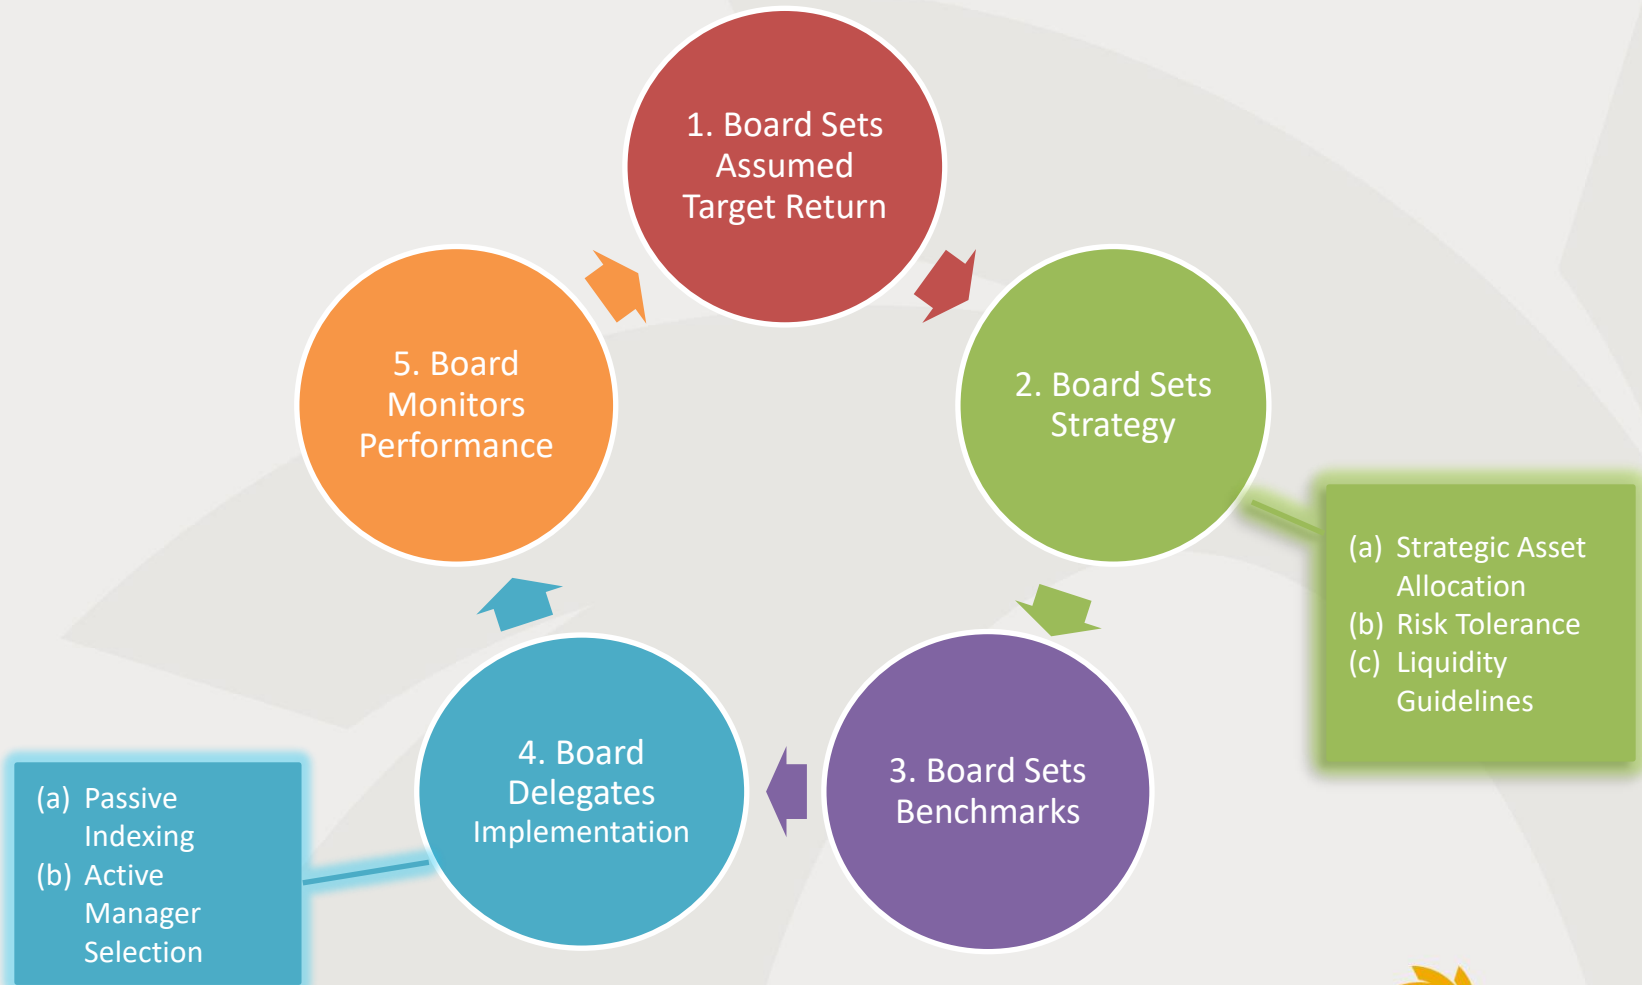 1. Board Sets
Assumed
Target Return
2. Board Sets
Strategy
(a) Strategic Asset
Allocation
(b) Risk Tolerance
(c) Liquidity
Guidelines
3. Board Sets
Benchmarks
4. Board
Delegates
Implementation
(a) Passive
Indexing
(b) Active
Manager
Selection
5. Board
Monitors
Performance